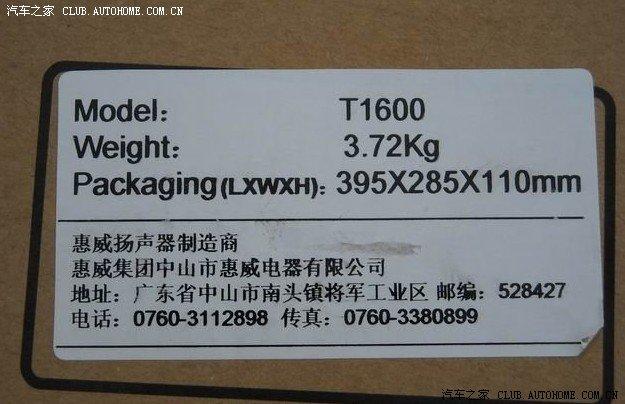 汽车之家 CLUB.AUTOHOME.COM.CN
Model: T1600
Weight: 3.72Kg
Packaging(LXWXH): 395X285X110mm
惠威扬声器制造商
惠威集团中山市惠威电器有限公司
地址: 广东省中山市南头镇将军工业区 邮编: 528427
电话: 0760-3112898 传真: 0760-3380899
汽车之家 CLUB.AUTOHOME.COM.CN